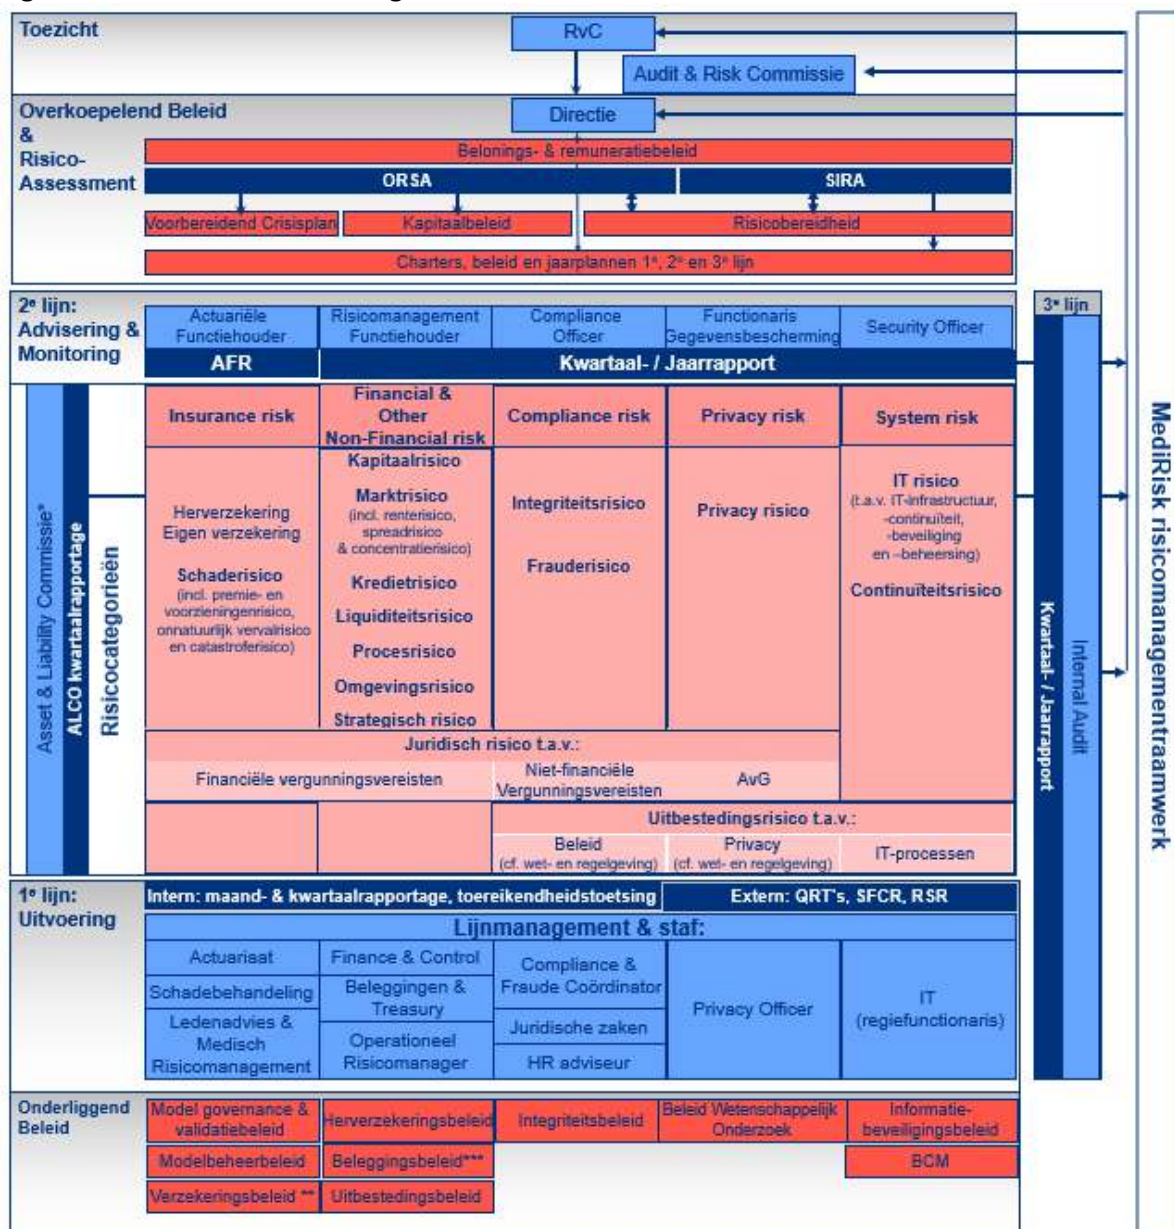 Toezicht
RvC
Audit & Risk Commissie
Overkoepelend Beleid
&
Risico-
Assessment
Directie
Belonings- & remuneratiebeleid
ORSA
SIRA
Voorbereidend Crisisplan
Kapitaalbeleid
Risicobereidheid
Charters, beleid en jaarplannen 1e, 2e en 3e lijn
2e lijn:
Advisering &
Monitoring
Actuariële
Functiehouder
Risicomanagement
Functiehouder
Compliance
Officer
Functionaris
Gegevensbescherming
Security Officer
AFR
Kwartaal- / Jaarrapport
3e lijn
Asset & Liability Commissie*
ALCO kwartaalrapportage
Risicocategorieën
Insurance risk
Financial &
Other
Non-Financial risk
Compliance risk
Privacy risk
System risk
Herverzekering
Eigen verzekering
Schaderisico
(incl. premie- en
voorzieningenrisico,
onnatuurlijk vervalrisico
en catastroferisico)
Kapitaalrisico
Marktrisico
(incl. renterisico,
spreadrisico
& concentratierisico)
Kredietrisico
Liquiditeitsrisico
Procesrisico
Omgevingsrisico
Strategisch risico
Integriteitsrisico
Frauderisico
Privacy risico
IT risico
(t.a.v. IT-infrastructuur,
-continuïteit,
-beveiliging
en –beheersing)
Continuïteitsrisico
Juridisch risico t.a.v.:
Financiële vergunningsvereisten
Niet-financiële
Vergunningsvereisten
AvG
Uitbestedingsrisico t.a.v.:
Beleid
(cf. wet- en regelgeving)
Privacy
(cf. wet- en regelgeving)
IT-processen
Kwartaal- / Jaarrapport
Internal Audit
MediRisk risicomanagementraamwerk
1e lijn:
Uitvoering
Intern: maand- & kwartaalrapportage, toereikendheidstoetsing
Extern: QRT's, SFCR, RSR
Lijnmanagement & staf:
Actuariaat
Schadebehandeling
Ledenadvies &
Medisch
Risicomanagement
Finance & Control
Beleggingen &
Treasury
Operationeel
Risicomanager
Compliance &
Fraude Coördinator
Juridische zaken
HR adviseur
Privacy Officer
IT
(regiefunctionaris)
Onderliggend
Beleid
Model governance &
validatiebeleid
Herverzekeringsbeleid
Integriteitsbeleid
Beleid Wetenschappelijk
Onderzoek
Informatie-
beveiligingsbeleid
Modelbeheerbeleid
Beleggingsbeleid***
BCM
Verzekeringsbeleid **
Uitbestedingsbeleid